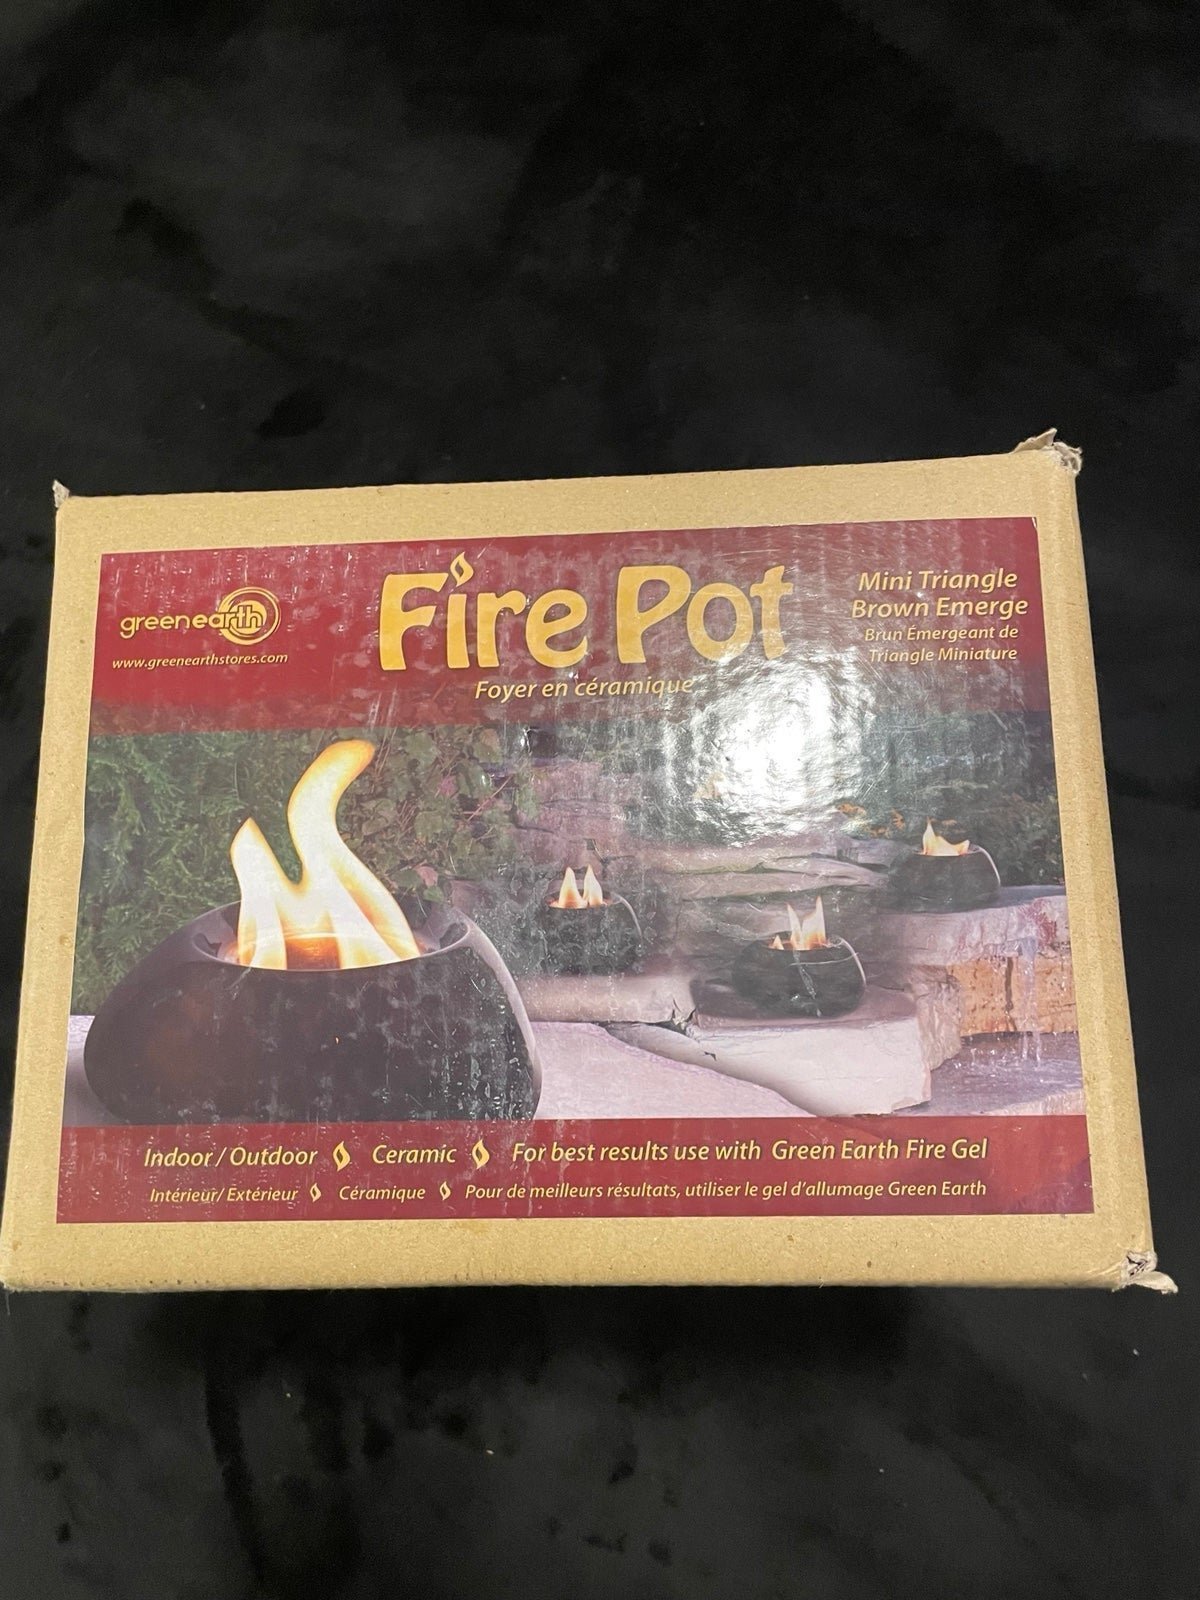 greenearth
www.greenearthstores.com
Fire Pot
Foyer en céramique
Mini Triangle
Brown Emerge
Brun Émergeant de
Triangle Miniature
Indoor / Outdoor Ceramic For best results use with Green Earth Fire Gel
Intérieur/ Extérieur Céramique Pour de meilleurs résultats, utiliser le gel d'allumage Green Earth